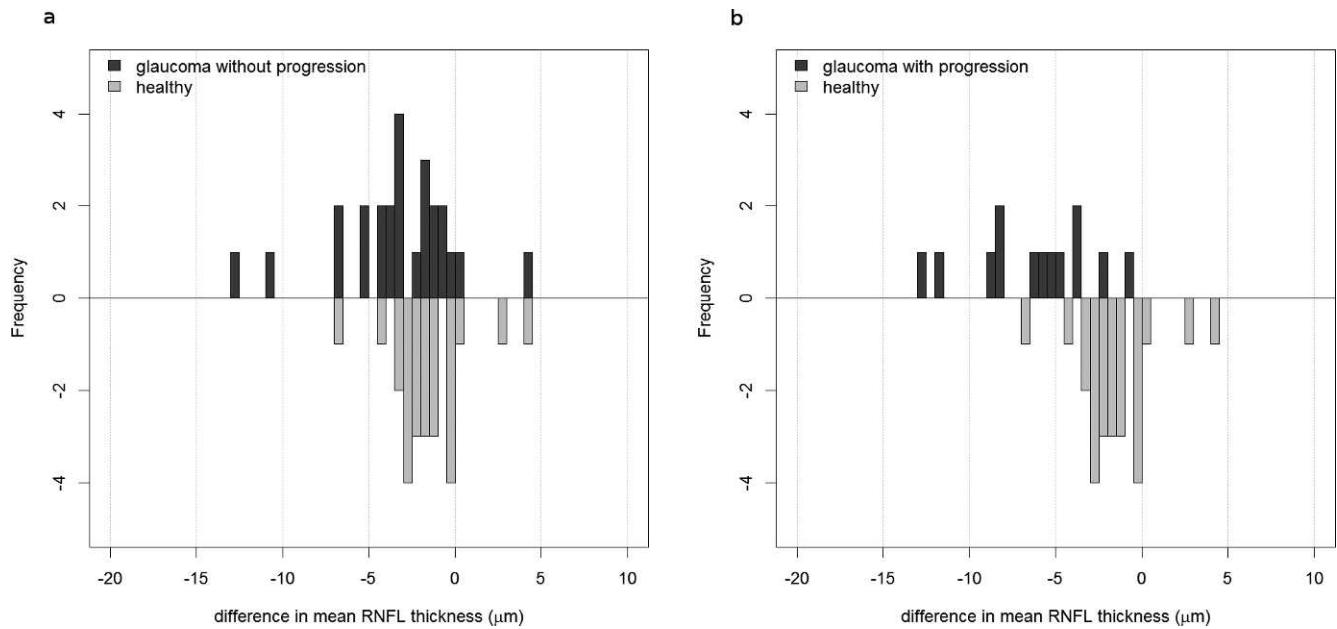 a
glaucoma without progression
healthy
Frequency
4
2
0
-2
-4
-20 -15 -10 -5 0 5 10
difference in mean RNFL thickness (μm)
b
glaucoma with progression
healthy
Frequency
4
2
0
-2
-4
-20 -15 -10 -5 0 5 10
difference in mean RNFL thickness (μm)